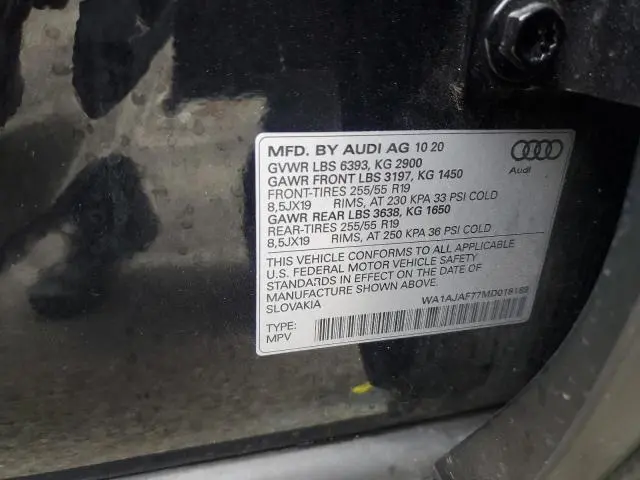 MFD. BY AUDI AG 10 20
GVWR LBS 6393, KG 2900
GAWR FRONT LBS 3197, KG 1450
FRONT-TIRES 255/55 R19
8,5JX19 RIMS, AT 230 KPA 33 PSI COLD
GAWR REAR LBS 3638, KG 1650
REAR-TIRES 255/55 R19
8,5JX19 RIMS, AT 250 KPA 36 PSI COLD
THIS VEHICLE CONFORMS TO ALL APPLICABLE
U.S. FEDERAL MOTOR VEHICLE SAFETY
STANDARDS IN EFFECT ON THE DATE OF
MANUFACTURE SHOWN ABOVE.
SLOVAKIA
WA1AJAF77MD018189
TYPE:
MPV
Audi